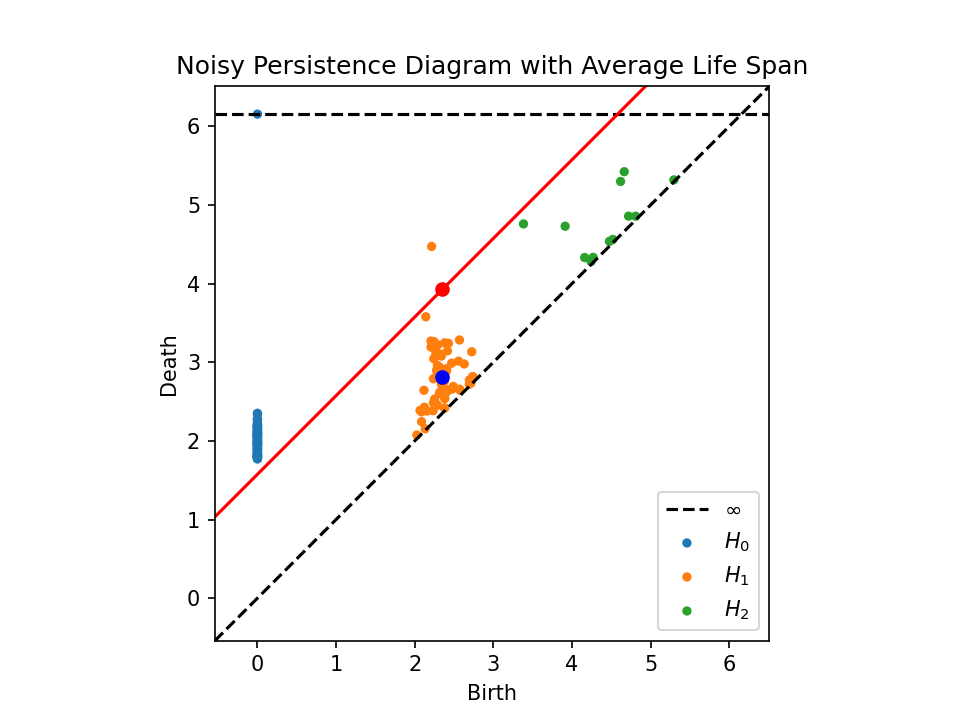 Noisy Persistence Diagram with Average Life Span
Death
6
5
4
3
2
1
0
∞
H₀
H₁
H₂
0 1 2 3 4 5 6
Birth